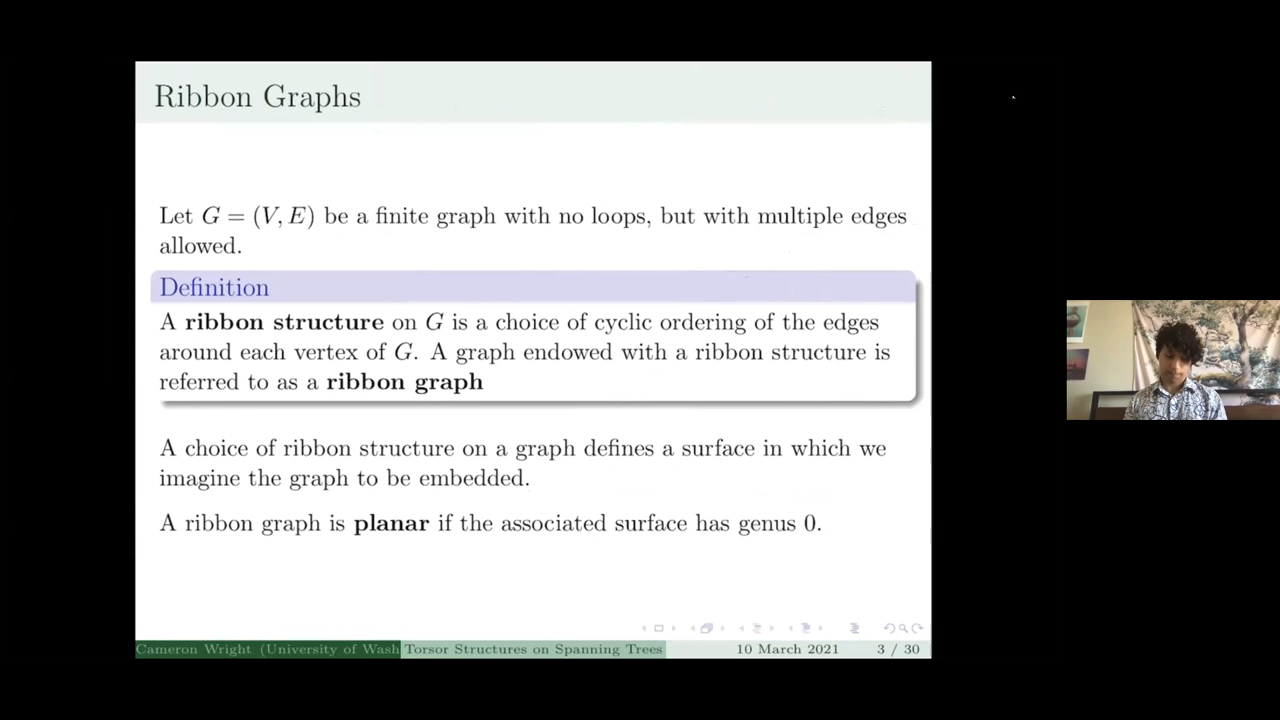 Ribbon Graphs
Let G = (V, E) be a finite graph with no loops, but with multiple edges
allowed.
Definition
A ribbon structure on G is a choice of cyclic ordering of the edges
around each vertex of G. A graph endowed with a ribbon structure is
referred to as a ribbon graph
A choice of ribbon structure on a graph defines a surface in which we
imagine the graph to be embedded.
A ribbon graph is planar if the associated surface has genus 0.
Cameron Wright (University of Wash
Torsor Structures on Spanning Trees
10 March 2021
3 / 30